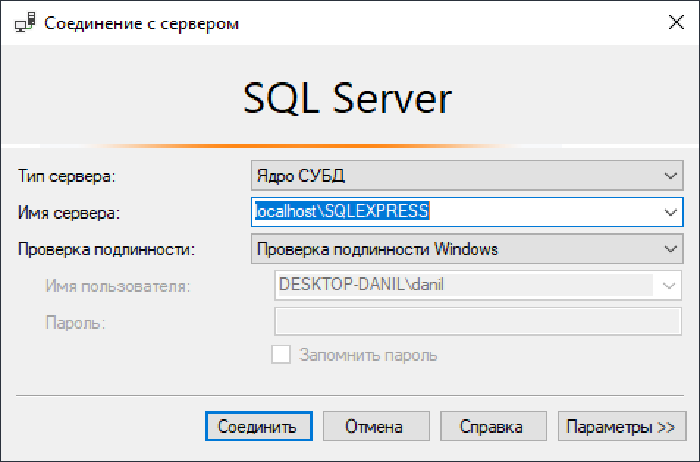 Соединение с сервером
SQL Server
Тип сервера: Ядро СУБД
Имя сервера: localhost\SQLEXPRESS
Проверка подлинности: Проверка подлинности Windows
Имя пользователя: DESKTOP-DANIL\danil
Пароль:
Запомнить пароль
Соединить Отмена Справка Параметры >>